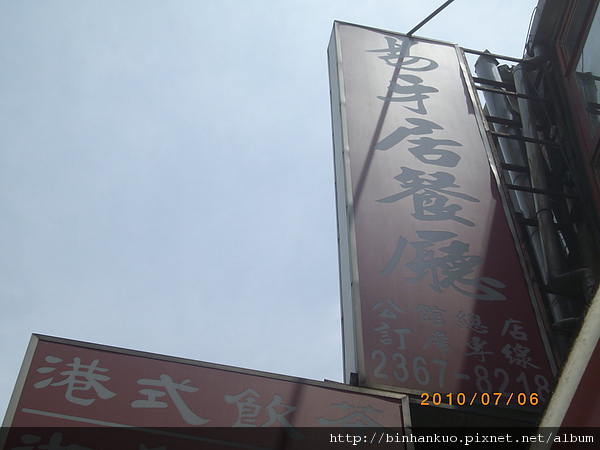 易牙居餐廳
公館總店
訂席專線
2367-8218
港式飲茶
2010/07/06
http://binhankuo.pixnet.net/album